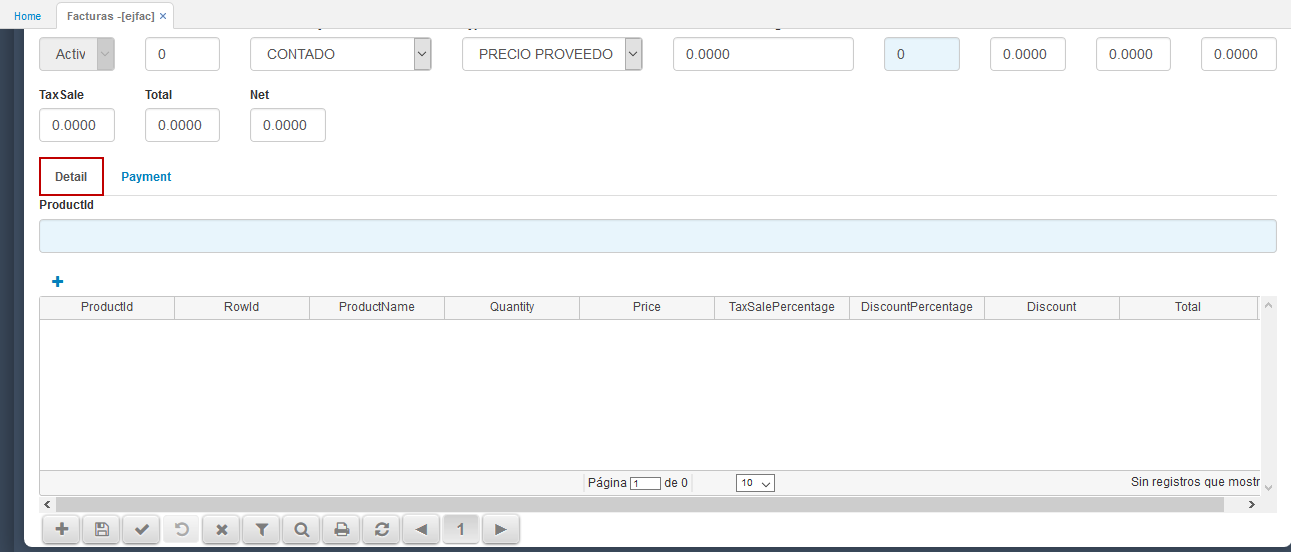 Home Facturas -[ejfac] ×
Activ 0 CONTADO PRECIO PROVEEDO 0.0000 0 0.0000 0.0000 0.0000
TaxSale Total Net
0.0000 0.0000 0.0000
Detail Payment
ProductId
ProductId RowId ProductName Quantity Price TaxSalePercentage DiscountPercentage Discount Total
Página 1 de 0 10 Sin registros que mostr
1